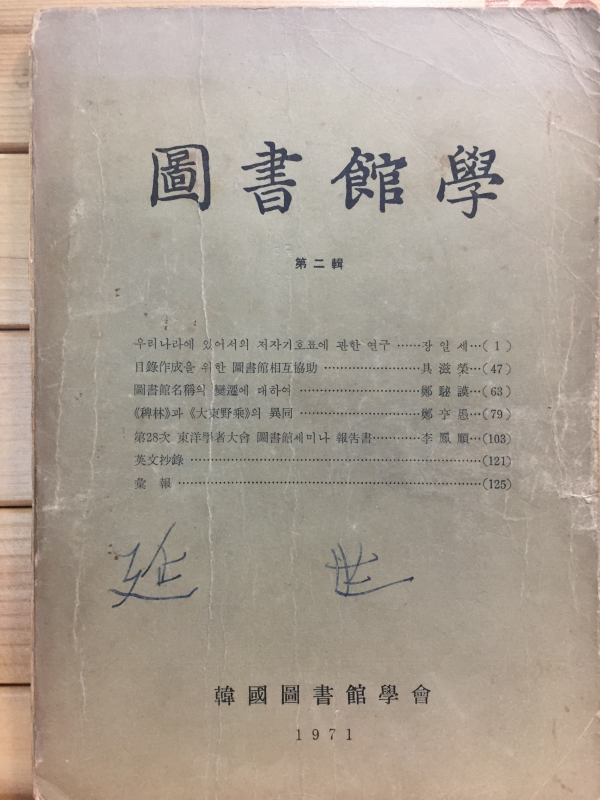 圖書館學
第二輯
우리나라에 있어서의 저자기호표에 관한 연구 ……장일세…( 1 )
目錄作成을 위한 圖書館相互協助 ……………………具滋榮…(47)
圖書館名稱의 變遷에 대하여 …………………………鄭駜謨…(63)
《稗林》과 《大東野乘》의 異同 …………………………鄭亨愚…(79)
第28次 東洋學者大會 圖書館세미나 報告書…………李鳳順…(103)
英文抄錄 ……………………………………………………(121)
彙 報 ………………………………………………………(125)
延 世
韓國圖書館學會
1971